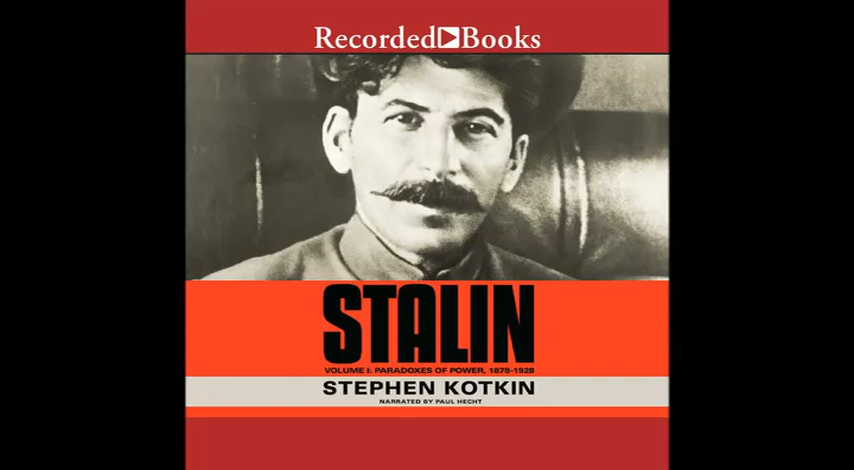 Recorded Books
STALIN
VOLUME I: PARADOXES OF POWER, 1878-1928
STEPHEN KOTKIN
NARRATED BY PAUL HECHT